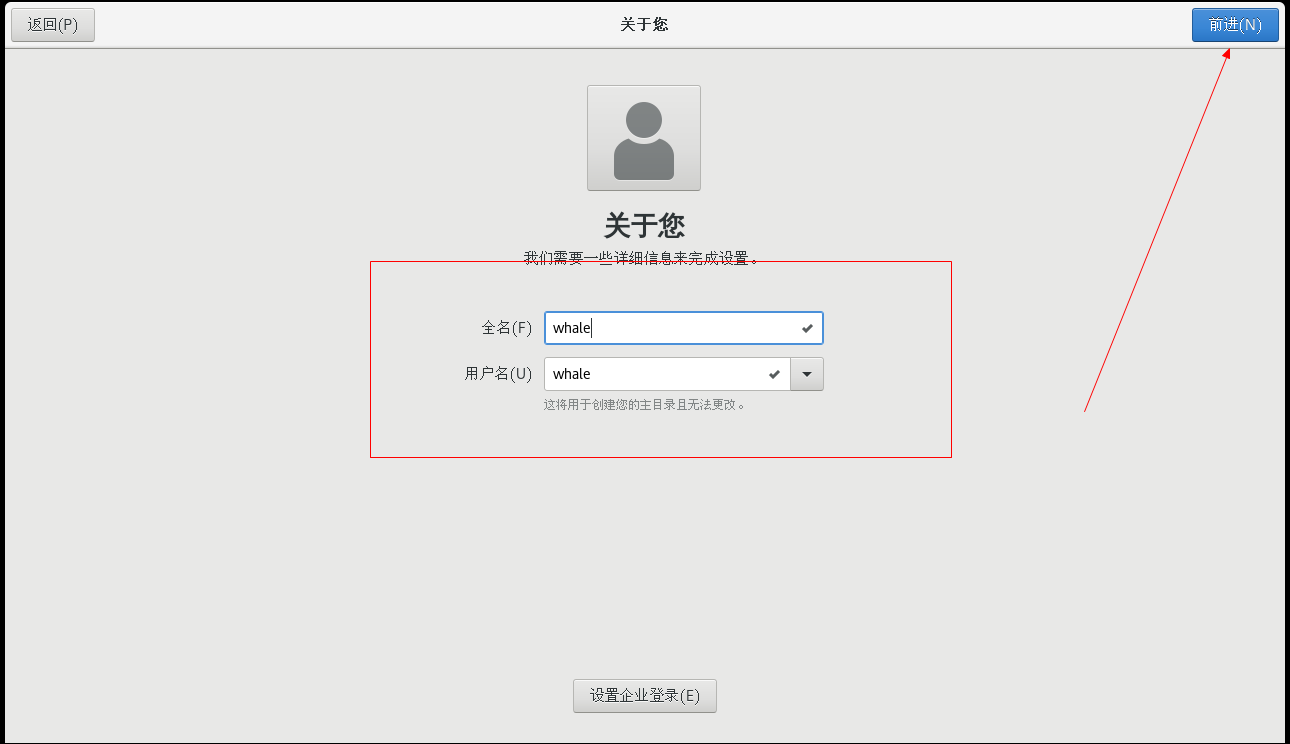 返回(P)
关于您
前进(N)
关于您
我们需要一些详细信息来完成设置。
全名(F)
whale
用户名(U)
whale
这将用于创建您的主目录且无法更改。
设置企业登录(E)